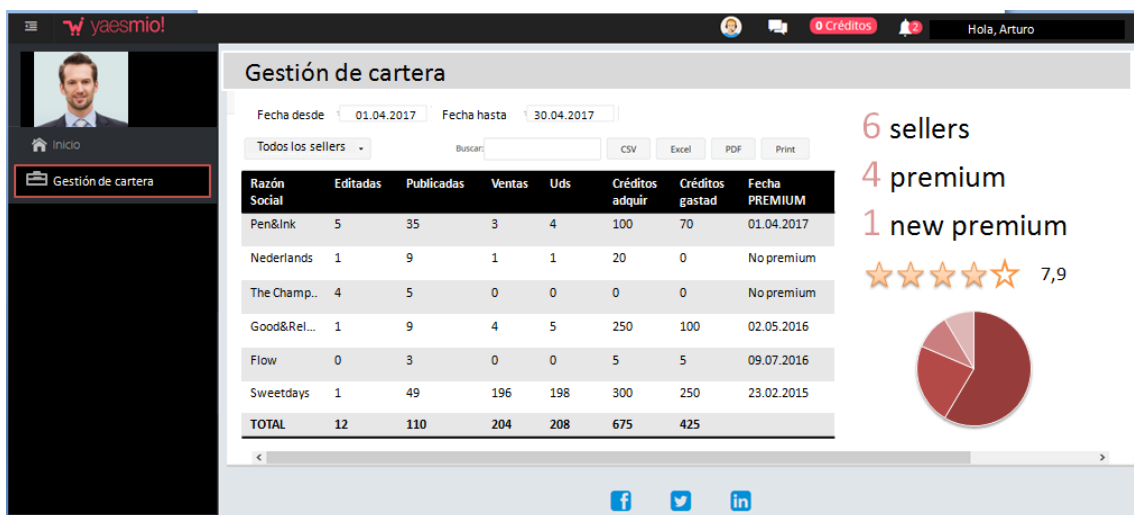 yaesmio!
0 Créditos
2
Hola, Arturo
Gestión de cartera
Inicio
Gestión de cartera
Fecha desde 01.04.2017 Fecha hasta 30.04.2017
Todos los sellers Buscar: CSV Excel PDF Print
Razón Social Editadas Publicadas Ventas Uds Créditos adquir Créditos gastad Fecha PREMIUM
Pen&Ink 5 35 3 4 100 70 01.04.2017
Nederlands 1 9 1 1 20 0 No premium
The Champ.. 4 5 0 0 0 0 No premium
Good&Rel... 1 9 4 5 250 100 02.05.2016
Flow 0 3 0 0 5 5 09.07.2016
Sweetdays 1 49 196 198 300 250 23.02.2015
TOTAL 12 110 204 208 675 425
6 sellers
4 premium
1 new premium
7,9